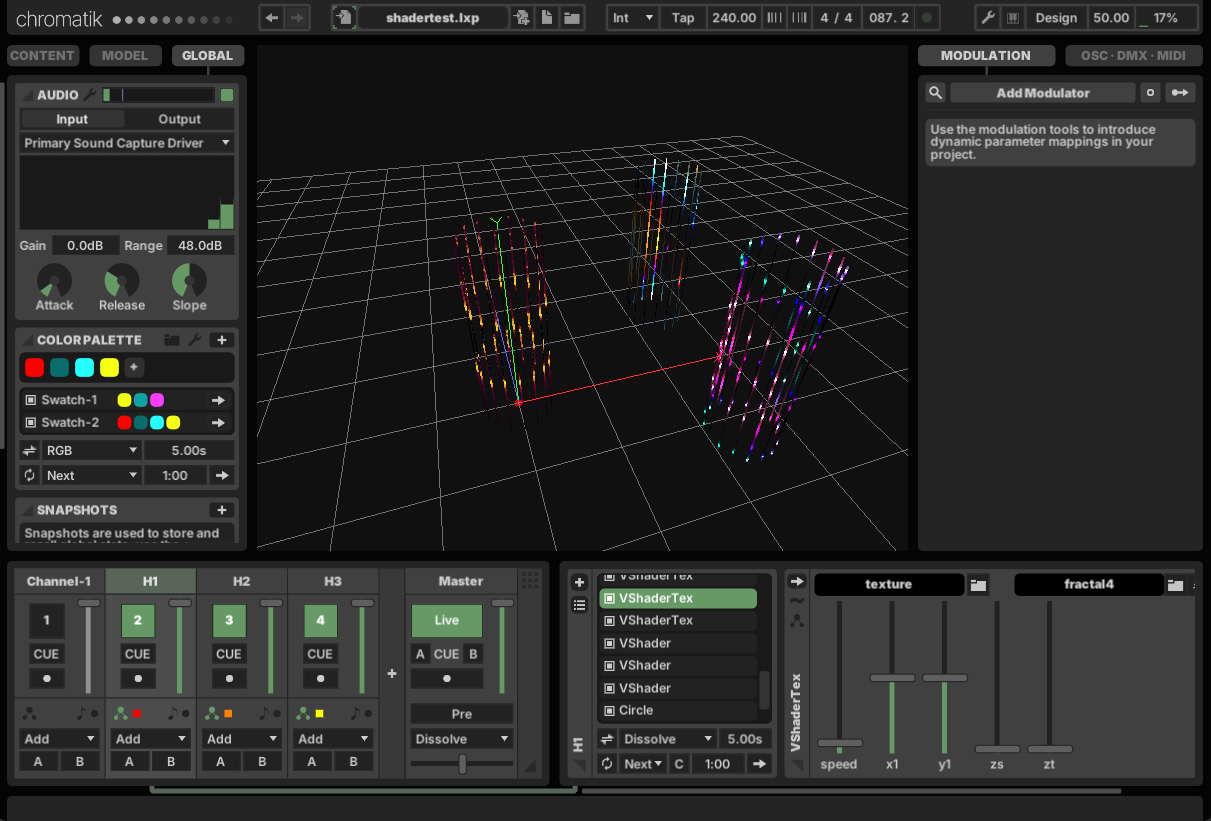 chromatik
shadertest.lxp
Int
Tap
240.00
4 / 4
087. 2
Design
50.00
17%
CONTENT
MODEL
GLOBAL
AUDIO
Input
Output
Primary Sound Capture Driver
Gain
0.0dB
Range
48.0dB
Attack
Release
Slope
COLOR PALETTE
Swatch-1
Swatch-2
RGB
5.00s
Next
1:00
SNAPSHOTS
Snapshots are used to store and
MODULATION
OSC · DMX · MIDI
Add Modulator
Use the modulation tools to introduce
dynamic parameter mappings in your
project.
Channel-1
H1
H2
H3
Master
1
2
3
4
Live
CUE
CUE
CUE
CUE
A
CUE
B
Pre
Add
Add
Add
Add
Dissolve
A
B
A
B
A
B
A
B
H1
VShaderTex
VShaderTex
VShaderTex
VShader
VShader
VShader
Circle
Dissolve
5.00s
Next
C
1:00
VShaderTex
texture
fractal4
speed
x1
y1
zs
zt